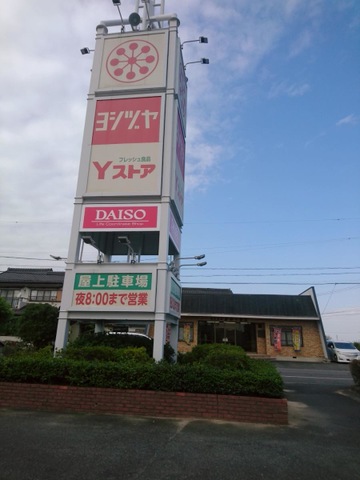 ヨシヅヤ
フレッシュ食品
Yストア
DAISO
屋上駐車場
夜8:00まで営業